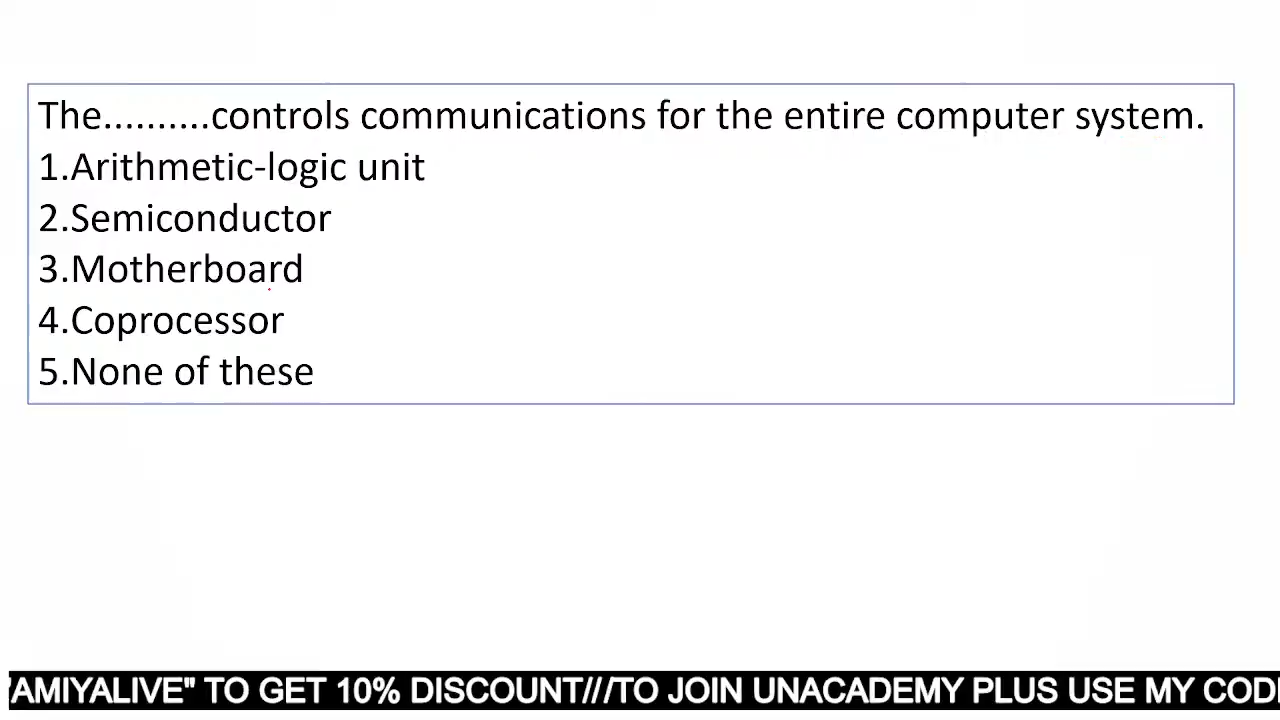 The..........controls communications for the entire computer system.
1.Arithmetic-logic unit
2.Semiconductor
3.Motherboard
4.Coprocessor
5.None of these
"AMIYALIVE" TO GET 10% DISCOUNT///TO JOIN UNACADEMY PLUS USE MY